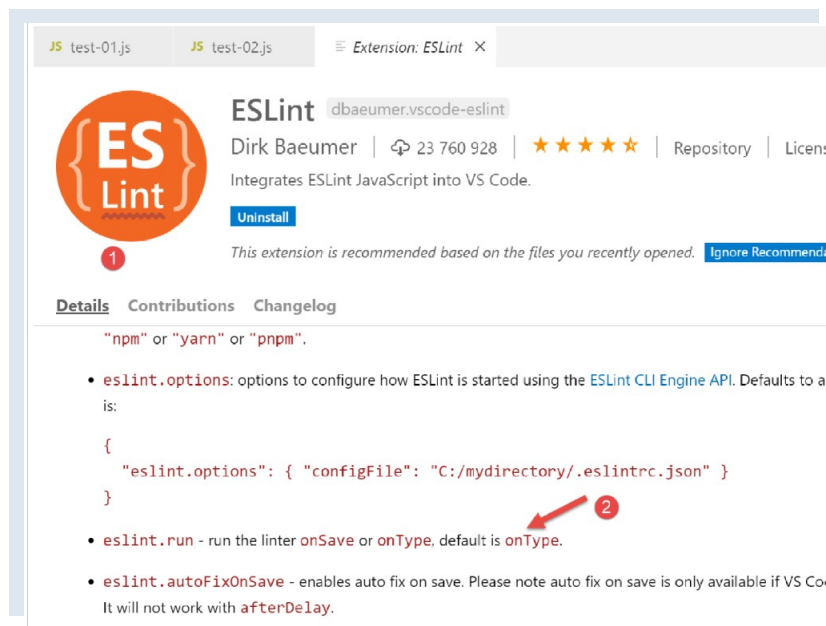 JS test-01.js JS test-02.js Extension: ESLint ×
ES
Lint
ESLint dbaeumer.vscode-eslint
Dirk Baeumer | 23 760 928 | Repository | Licens
Integrates ESLint JavaScript into VS Code.
Uninstall
1
This extension is recommended based on the files you recently opened. Ignore Recommenda
Details Contributions Changelog
"npm" or "yarn" or "pnpm".
• eslint.options: options to configure how ESLint is started using the ESLint CLI Engine API. Defaults to a
is:
{
"eslint.options": { "configFile": "C:/mydirectory/.eslintrc.json" }
}
2
• eslint.run - run the linter onSave or onType, default is onType.
• eslint.autoFixOnSave - enables auto fix on save. Please note auto fix on save is only available if VS Co
It will not work with afterDelay.